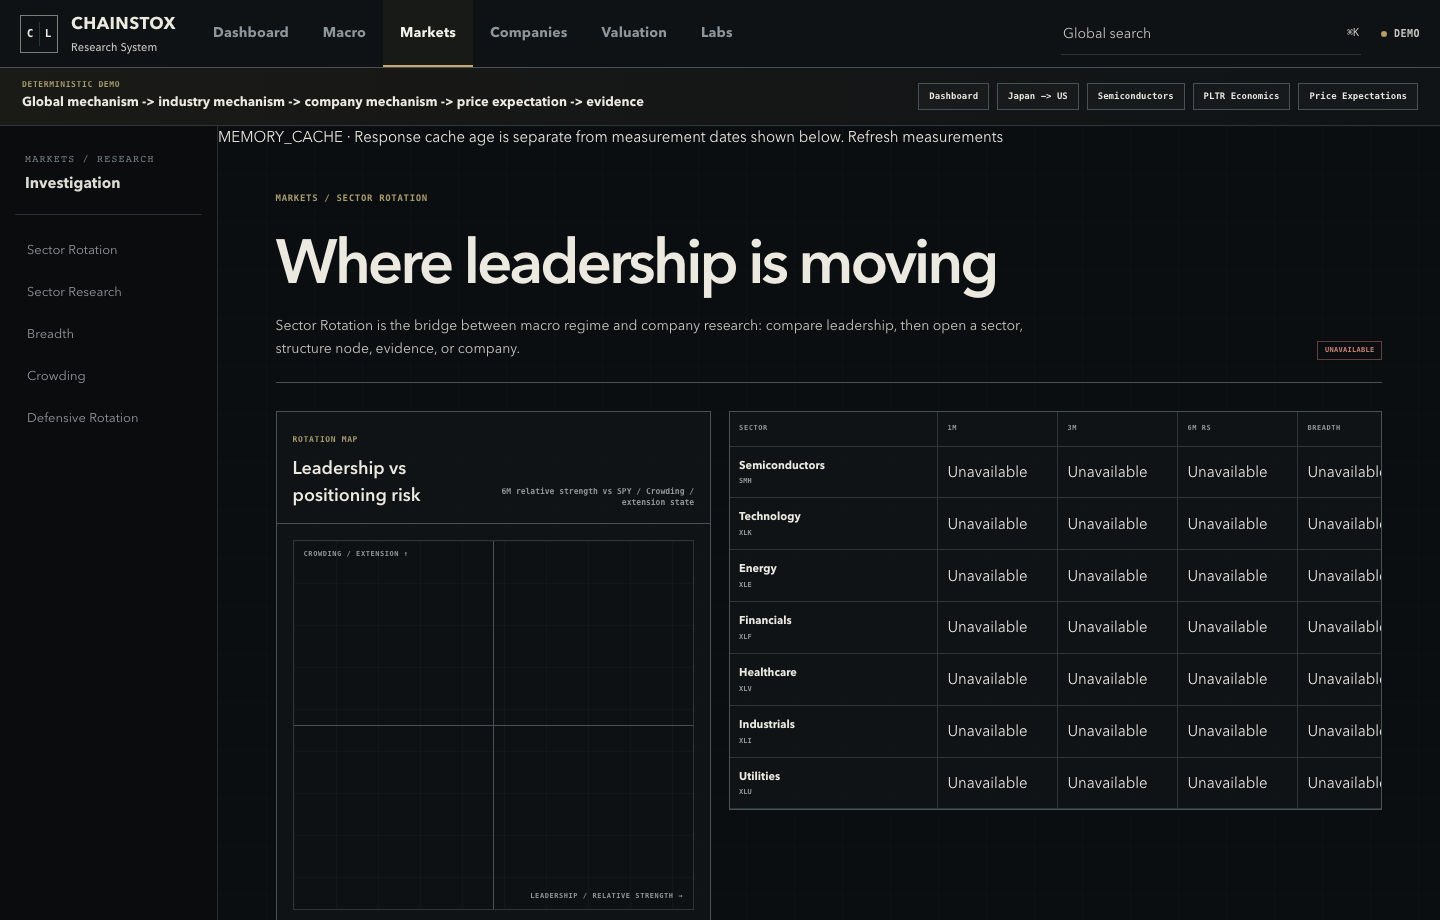 C L
CHAINSTOX
Research System
Dashboard
Macro
Markets
Companies
Valuation
Labs
Global search
⌘K
DEMO
DETERMINISTIC DEMO
Global mechanism -> industry mechanism -> company mechanism -> price expectation -> evidence
Dashboard
Japan —> US
Semiconductors
PLTR Economics
Price Expectations
MARKETS / RESEARCH
Investigation
Sector Rotation
Sector Research
Breadth
Crowding
Defensive Rotation
MEMORY_CACHE · Response cache age is separate from measurement dates shown below. Refresh measurements
MARKETS / SECTOR ROTATION
Where leadership is moving
Sector Rotation is the bridge between macro regime and company research: compare leadership, then open a sector,
structure node, evidence, or company.
UNAVAILABLE
ROTATION MAP
Leadership vs
positioning risk
6M relative strength vs SPY / Crowding /
extension state
CROWDING / EXTENSION ↑
LEADERSHIP / RELATIVE STRENGTH →
SECTOR 1M 3M 6M RS BREADTH
Semiconductors
SMH
Unavailable Unavailable Unavailable Unavailable
Technology
XLK
Unavailable Unavailable Unavailable Unavailable
Energy
XLE
Unavailable Unavailable Unavailable Unavailable
Financials
XLF
Unavailable Unavailable Unavailable Unavailable
Healthcare
XLV
Unavailable Unavailable Unavailable Unavailable
Industrials
XLI
Unavailable Unavailable Unavailable Unavailable
Utilities
XLU
Unavailable Unavailable Unavailable Unavailable